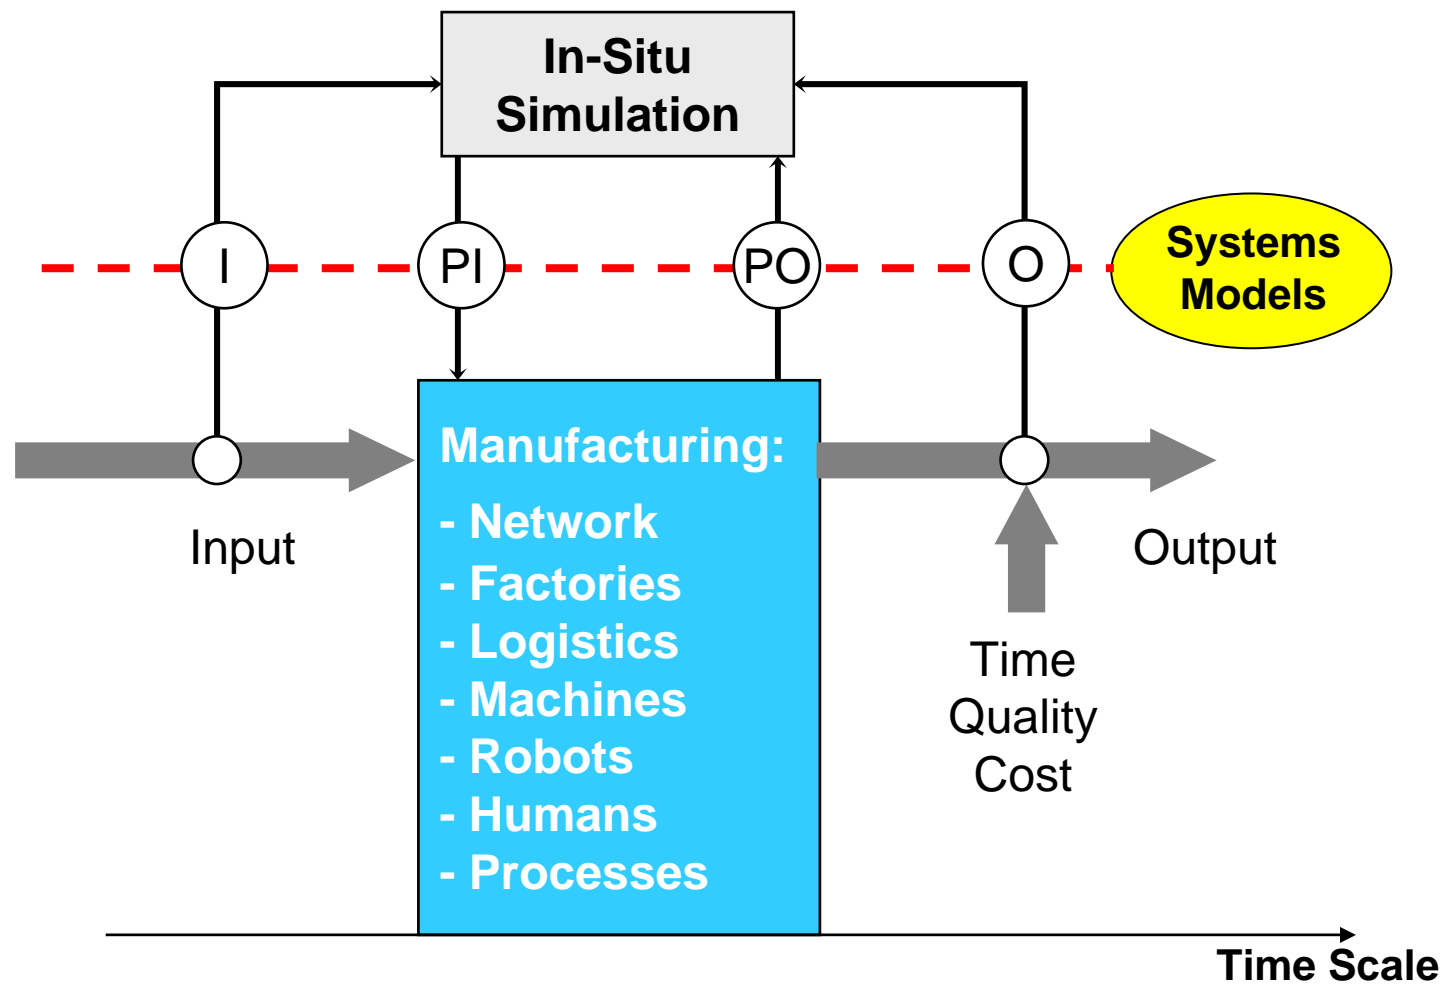 In-Situ
Simulation
I
PI
PO
O
Systems
Models
Manufacturing:
- Network
- Factories
- Logistics
- Machines
- Robots
- Humans
- Processes
Input
Output
Time
Quality
Cost
Time Scale